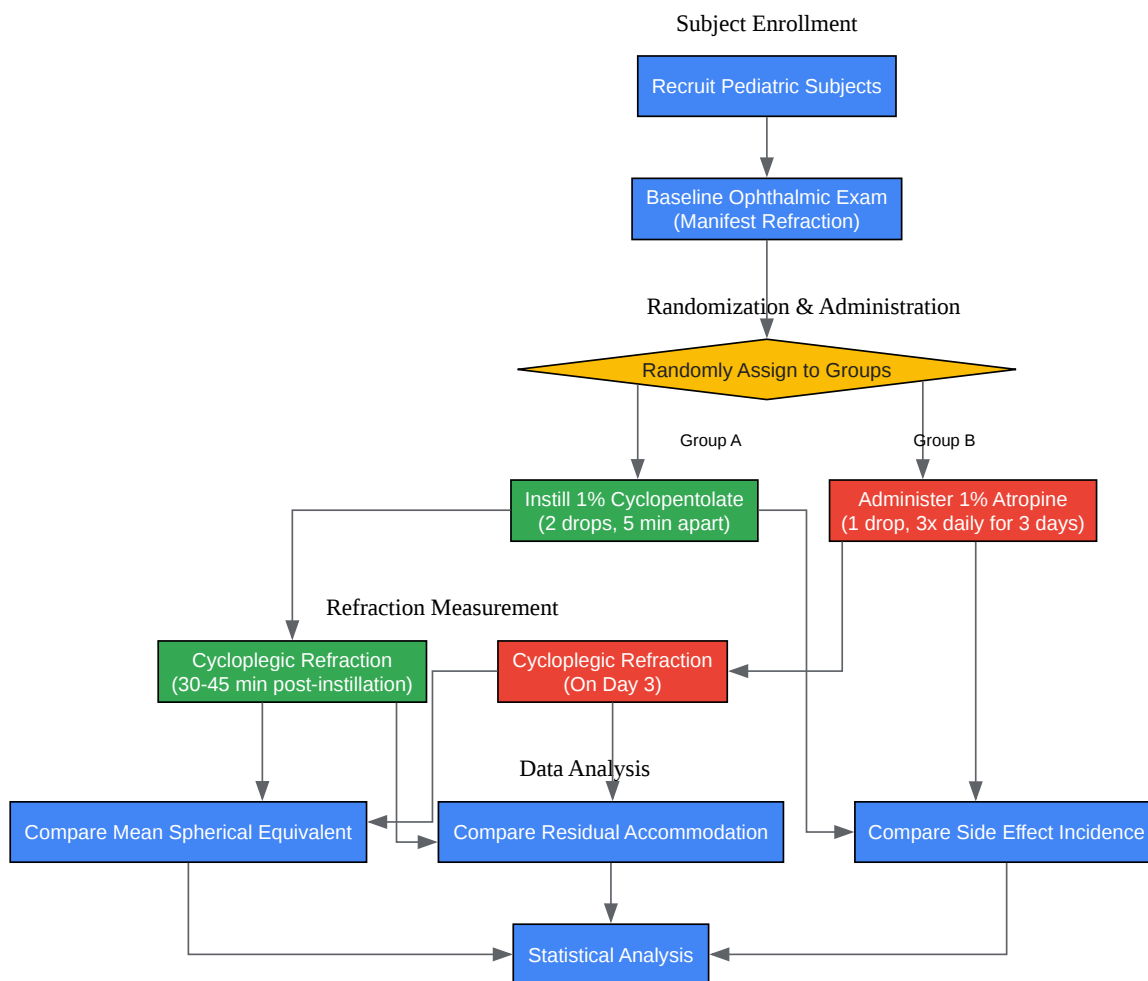 Subject Enrollment
Recruit Pediatric Subjects
Baseline Ophthalmic Exam
(Manifest Refraction)
Randomization & Administration
Randomly Assign to Groups
Group A
Group B
Instill 1% Cyclopentolate
(2 drops, 5 min apart)
Administer 1% Atropine
(1 drop, 3x daily for 3 days)
Refraction Measurement
Cycloplegic Refraction
(30-45 min post-instillation)
Cycloplegic Refraction
(On Day 3)
Data Analysis
Compare Mean Spherical Equivalent
Compare Residual Accommodation
Compare Side Effect Incidence
Statistical Analysis